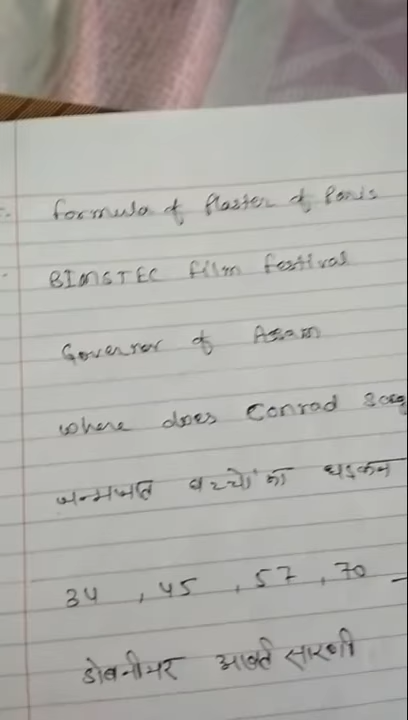 formula of Plaster of Paris
BIMSTEC film festival
Governor of Assam
where does Conrad
जन्मजात बच्चों का धड़कन
34 , 45 , 57 , 70 _
डोबनीयर आवर्त सारणी